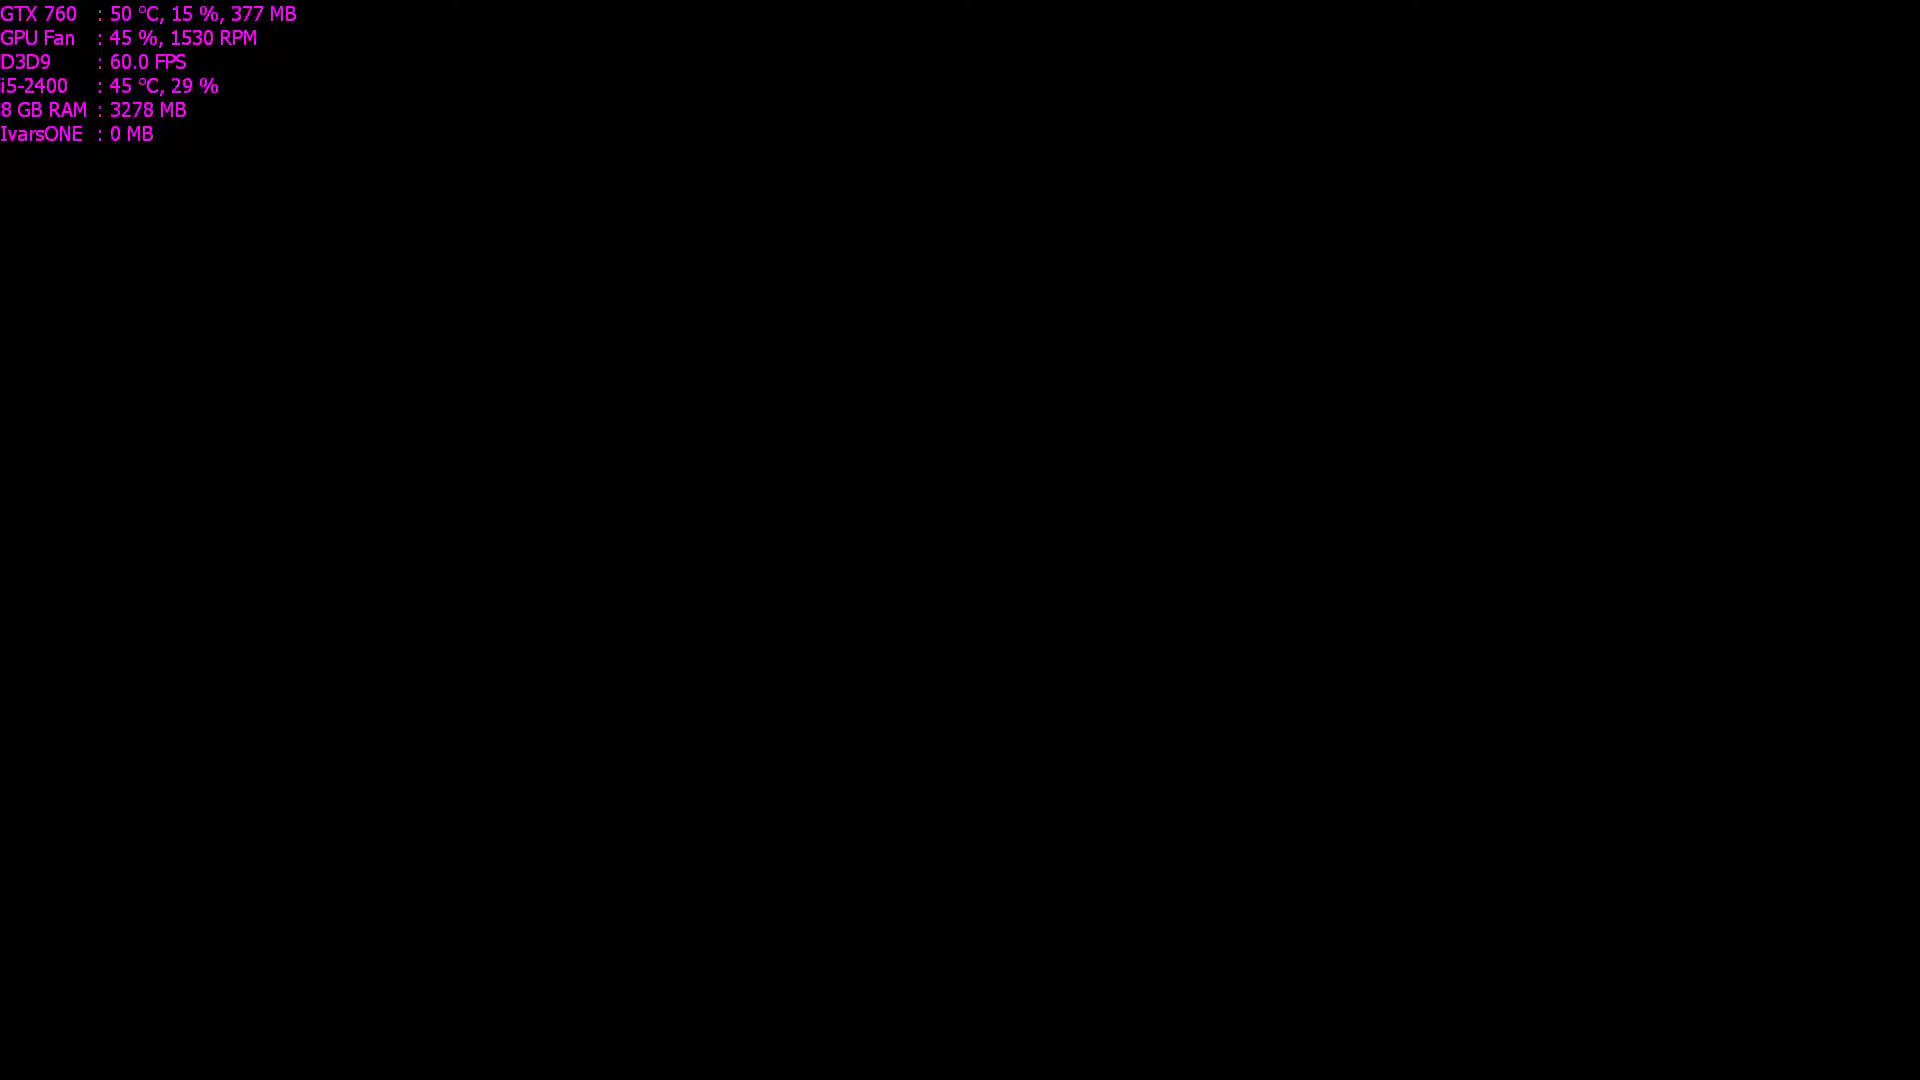 GTX 760 : 50 °C, 15 %, 377 MB
GPU Fan : 45 %, 1530 RPM
D3D9 : 60.0 FPS
i5-2400 : 45 °C, 29 %
8 GB RAM : 3278 MB
IvarsONE : 0 MB